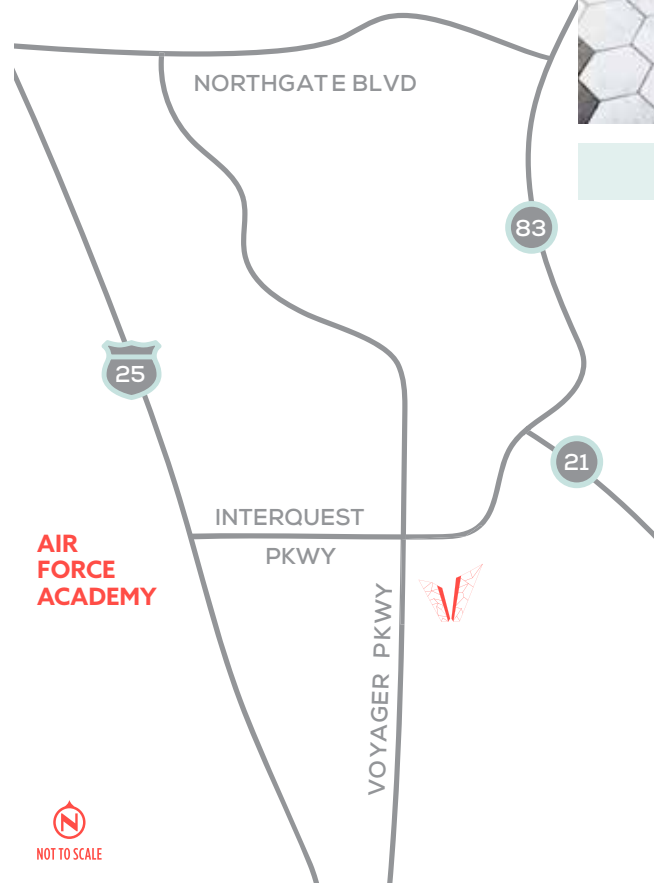 NORTHGATE BLVD
83
25
21
INTERQUEST
PKWY
AIR
FORCE
ACADEMY
VOYAGER PKWY
N
NOT TO SCALE